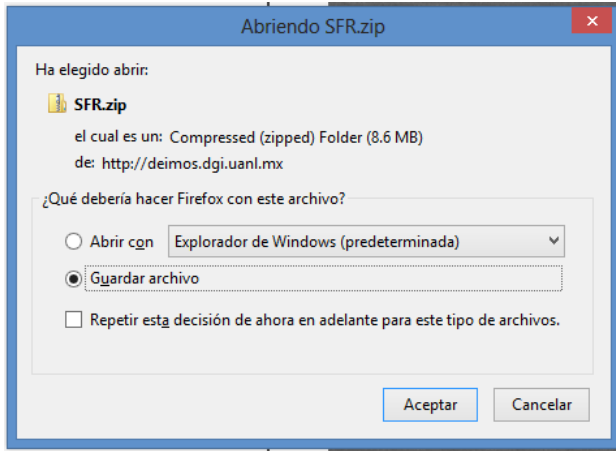 Abriendo SFR.zip
Ha elegido abrir:
SFR.zip
el cual es un: Compressed (zipped) Folder (8.6 MB)
de: http://deimos.dgi.uanl.mx
¿Qué debería hacer Firefox con este archivo?
Abrir con Explorador de Windows (predeterminada)
Guardar archivo
Repetir esta decisión de ahora en adelante para este tipo de archivos.
Aceptar Cancelar